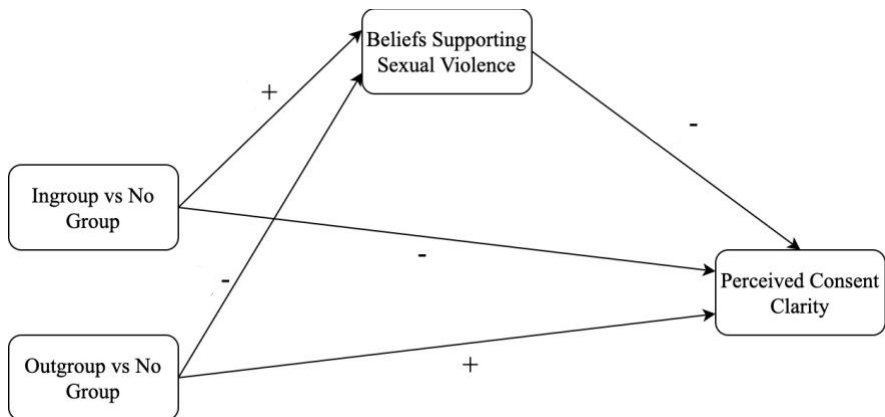 Beliefs Supporting
Sexual Violence
+
-
Ingroup vs No
Group
-
-
Perceived Consent
Clarity
Outgroup vs No
Group
+